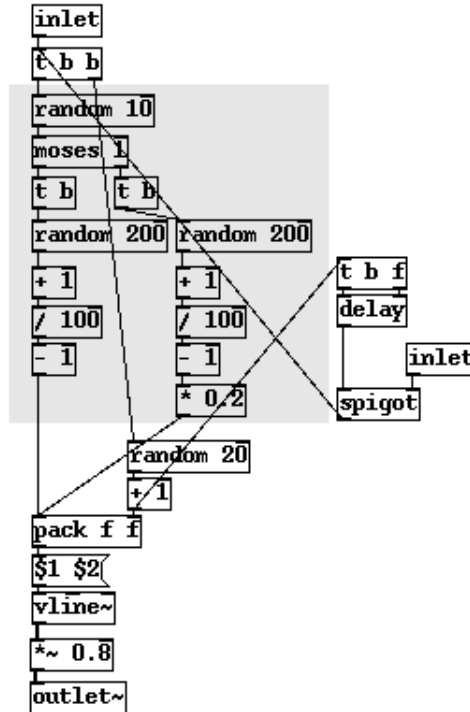 inlet
t b b
random 10
moses 1
t b
t b
random 200
random 200
+ 1
+ 1
/ 100
/ 100
- 1
- 1
* 0.2
t b f
delay
inlet
spigot
random 20
+ 1
pack f f
$1 $2
vline~
*~ 0.8
outlet~